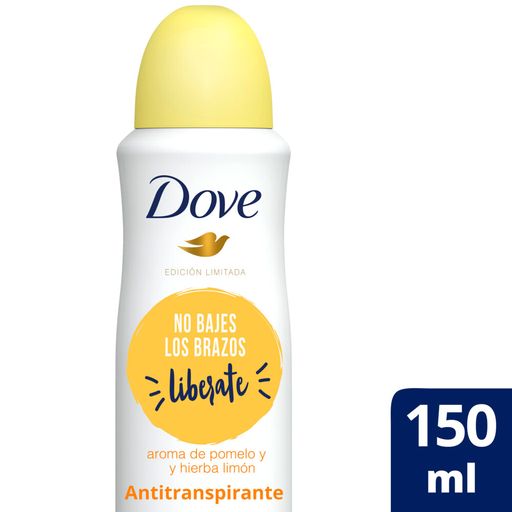 Dove
EDICIÓN LIMITADA
NO BAJES
LOS BRAZOS
liberate
aroma de pomelo y
y hierba limón
Antitranspirante
150
ml